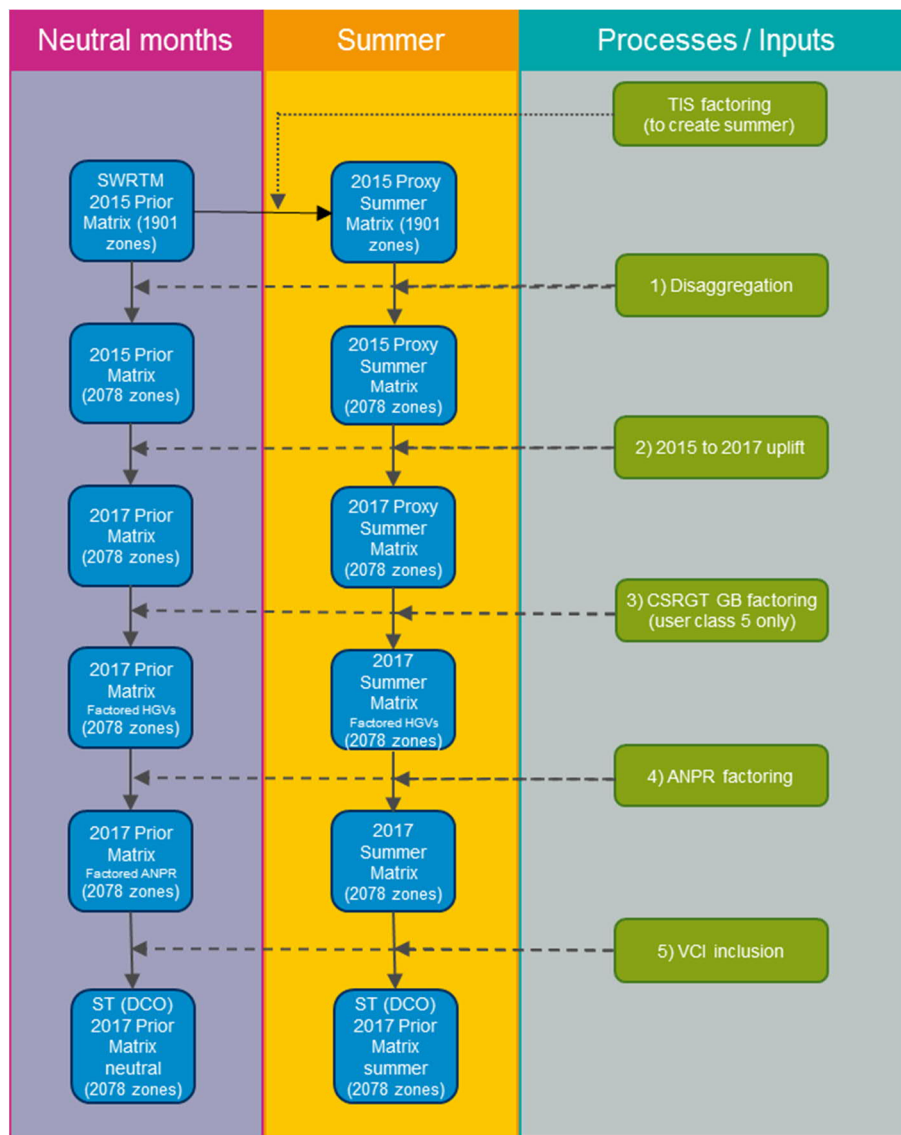 Neutral months
Summer
Processes / Inputs
TIS factoring
(to create summer)
SWRTM
2015 Prior
Matrix (1901
zones)
2015 Proxy
Summer
Matrix (1901
zones)
1) Disaggregation
2015 Prior
Matrix
(2078 zones)
2015 Proxy
Summer
Matrix
(2078 zones)
2) 2015 to 2017 uplift
2017 Prior
Matrix
(2078 zones)
2017 Proxy
Summer
Matrix
(2078 zones)
3) CSRGT GB factoring
(user class 5 only)
2017 Prior
Matrix
Factored HGVs
(2078 zones)
2017
Summer
Matrix
Factored HGVs
(2078 zones)
4) ANPR factoring
2017 Prior
Matrix
Factored ANPR
(2078 zones)
2017
Summer
Matrix
(2078 zones)
5) VCI inclusion
ST (DCO)
2017 Prior
Matrix
neutral
(2078 zones)
ST (DCO)
2017 Prior
Matrix
summer
(2078 zones)